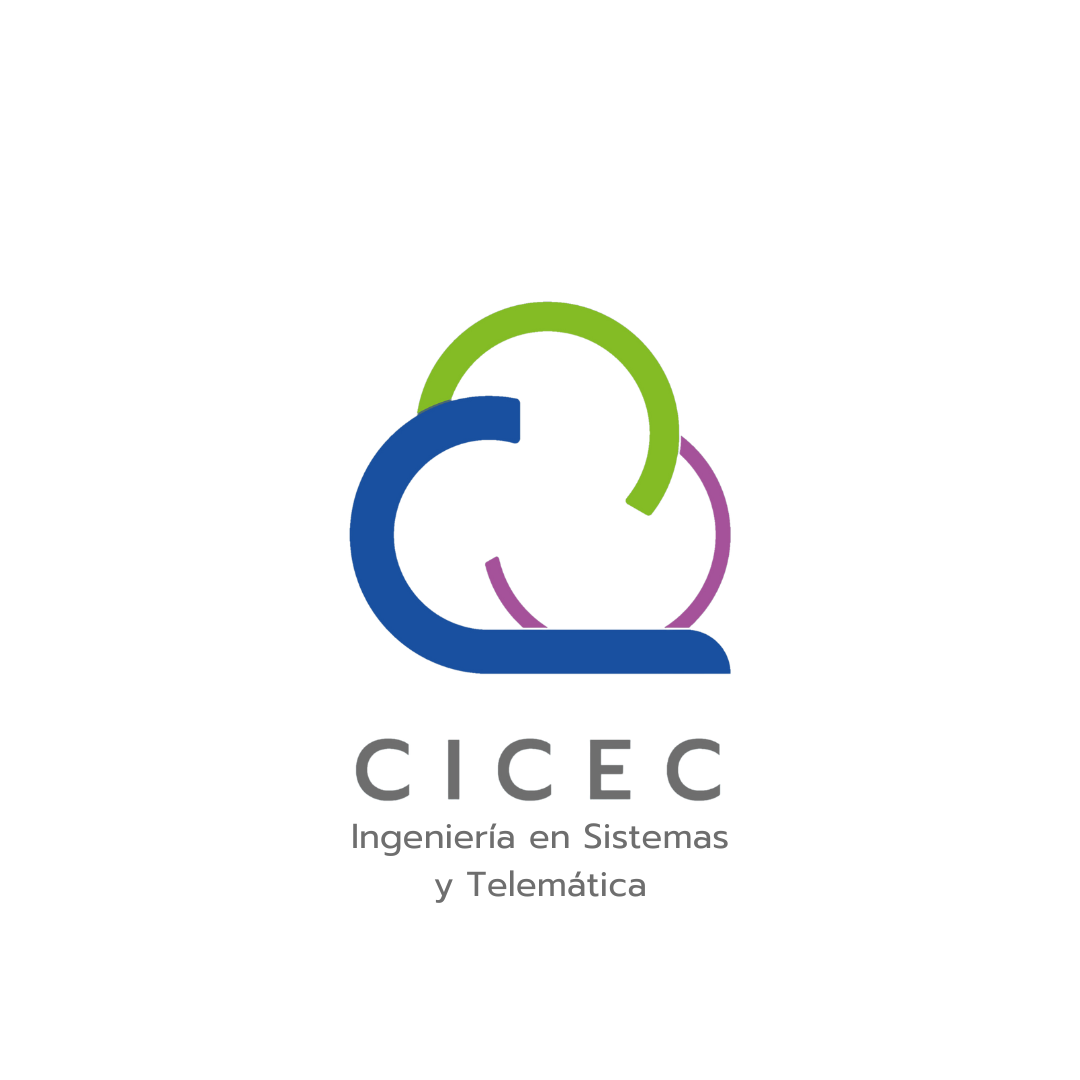 CICEC
Ingeniería en Sistemas
y Telemática